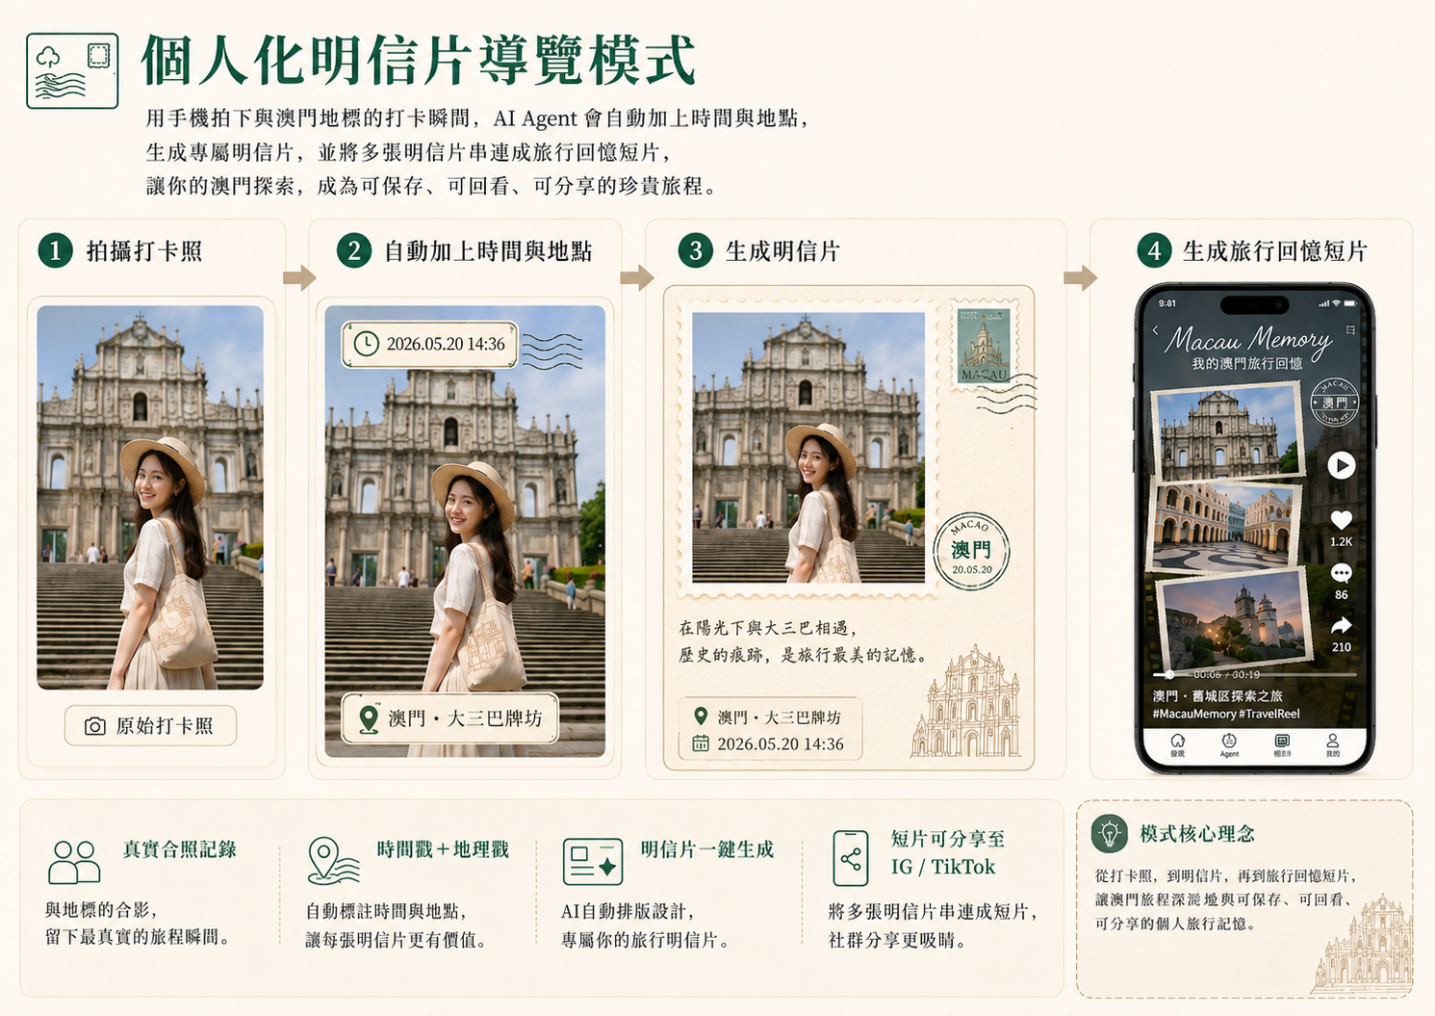 個人化明信片導覽模式
用手機拍下與澳門地標的打卡瞬間，AI Agent 會自動加上時間與地點，
生成專屬明信片，並將多張明信片串連成旅行回憶短片，
讓你的澳門探索，成為可保存、可回看、可分享的珍貴旅程。
1 拍攝打卡照
原始打卡照
2 自動加上時間與地點
2026.05.20 14:36
澳門・大三巴牌坊
3 生成明信片
MACAU
MACAO
澳門
20.05.20
在陽光下與大三巴相遇，
歷史的痕跡，是旅行最美的記憶。
澳門・大三巴牌坊
2026.05.20 14:36
4 生成旅行回憶短片
9:41
Macau Memory
我的澳門旅行回憶
MACAU
澳門
1.2K
86
210
00:06 / 00:19
澳門・舊城区探索之旅
#MacauMemory #TravelReel
Agent
我的
真實合照記錄
與地標的合影，
留下最真實的旅程瞬間。
時間戳＋地理戳
自動標註時間與地點，
讓每張明信片更有價值。
明信片一鍵生成
AI自動排版設計，
專屬你的旅行明信片。
短片可分享至
IG / TikTok
將多張明信片串連成短片，
社群分享更吸睛。
模式核心理念
從打卡照，到明信片，再到旅行回憶短片，
讓澳門旅程深 與可保存、可回看、
可分享的個人旅行記憶。